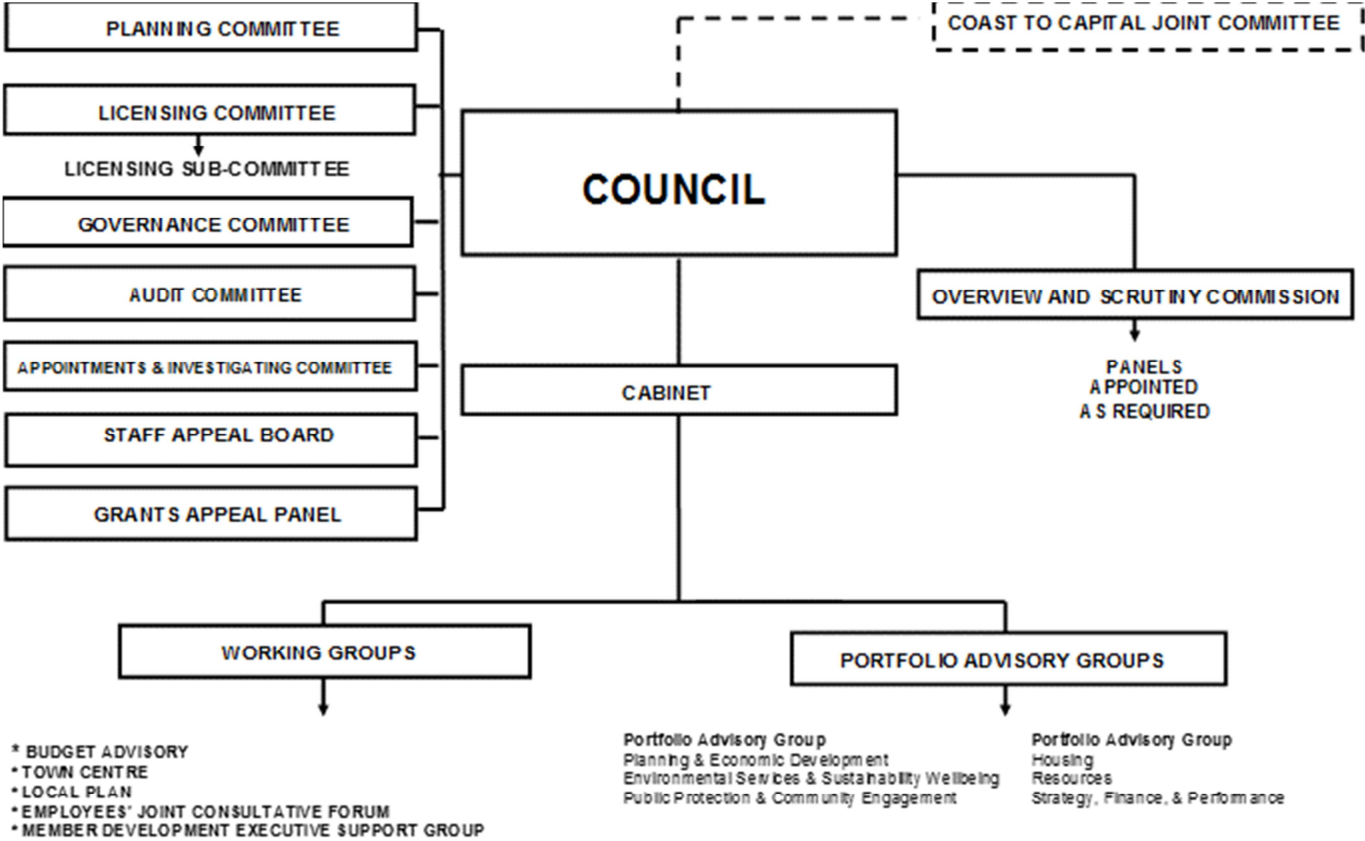 PLANNING COMMITTEE
COAST TO CAPITAL JOINT COMMITTEE
LICENSING COMMITTEE
LICENSING SUB-COMMITTEE
COUNCIL
GOVERNANCE COMMITTEE
AUDIT COMMITTEE
OVERVIEW AND SCRUTINY COMMISSION
APPOINTMENTS & INVESTIGATING COMMITTEE
PANELS
APPOINTED
AS REQUIRED
CABINET
STAFF APPEAL BOARD
GRANTS APPEAL PANEL
WORKING GROUPS
PORTFOLIO ADVISORY GROUPS
* BUDGET ADVISORY
* TOWN CENTRE
* LOCAL PLAN
* EMPLOYEES' JOINT CONSULTATIVE FORUM
* MEMBER DEVELOPMENT EXECUTIVE SUPPORT GROUP
Portfolio Advisory Group
Planning & Economic Development
Environmental Services & Sustainability Wellbeing
Public Protection & Community Engagement
Portfolio Advisory Group
Housing
Resources
Strategy, Finance, & Performance